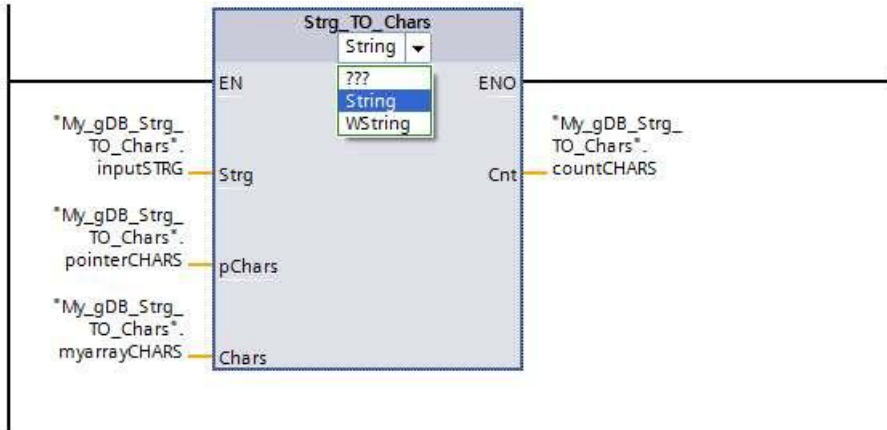 Strg_TO_Chars
String
EN
???
ENO
String
WString
"My_gDB_Strg_
TO_Chars".
inputSTRG
Strg
"My_gDB_Strg_
TO_Chars".
countCHARS
Cnt
"My_gDB_Strg_
TO_Chars".
pointerCHARS
pChars
"My_gDB_Strg_
TO_Chars".
myarrayCHARS
Chars